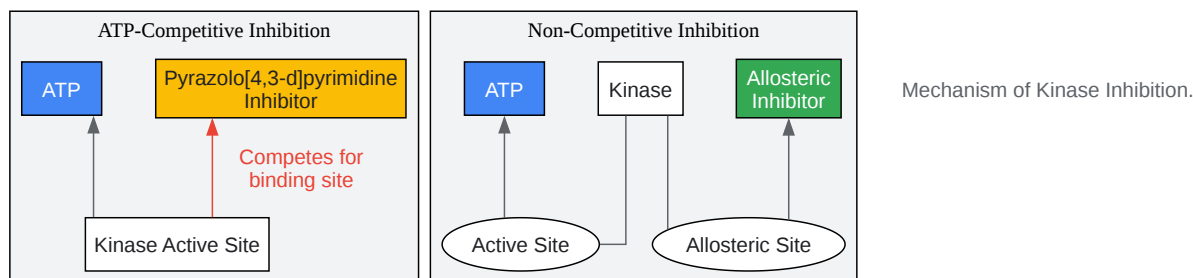 ATP-Competitive Inhibition
ATP
Pyrazolo[4,3-d]pyrimidine
Inhibitor
Competes for
binding site
Kinase Active Site
Non-Competitive Inhibition
ATP
Kinase
Allosteric
Inhibitor
Active Site
Allosteric Site
Mechanism of Kinase Inhibition.